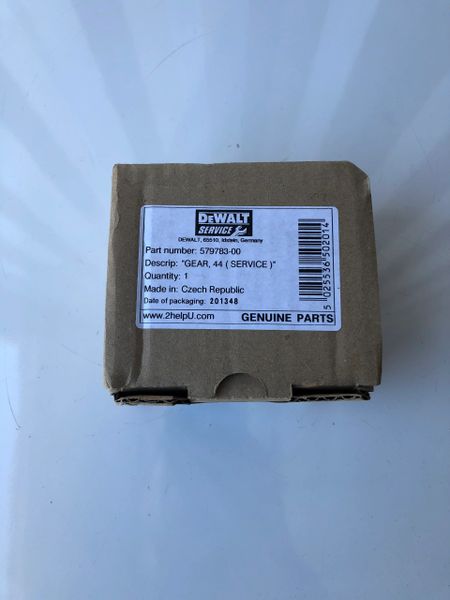 DEWALT
SERVICE
DEWALT, 65510, Idstein, Germany
Part number: 579783-00
Descrip: "GEAR, 44 ( SERVICE )"
Quantity: 1
Made in: Czech Republic
Date of packaging: 201348
www.2helpU.com GENUINE PARTS
5 025536 502014